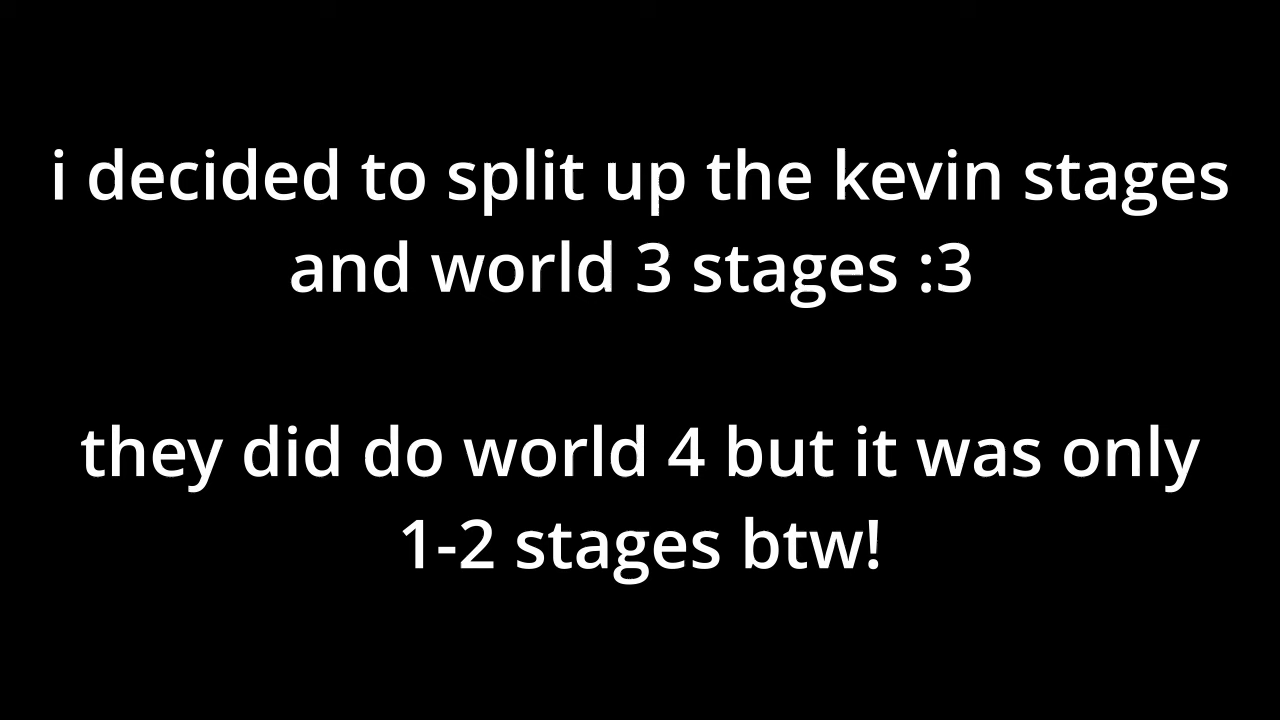 i decided to split up the kevin stages
and world 3 stages :3
they did do world 4 but it was only
1-2 stages btw!